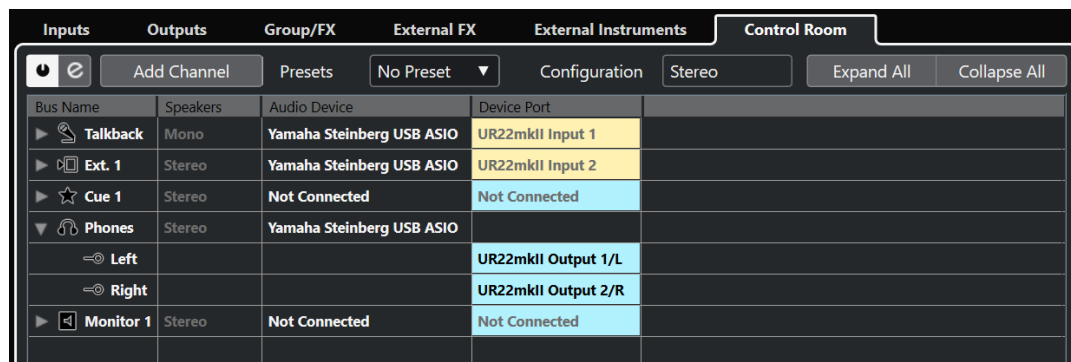 Inputs Outputs Group/FX External FX External Instruments Control Room
Add Channel Presets No Preset Configuration Stereo Expand All Collapse All
Bus Name Speakers Audio Device Device Port
Talkback Mono Yamaha Steinberg USB ASIO UR22mkII Input 1
Ext. 1 Stereo Yamaha Steinberg USB ASIO UR22mkII Input 2
Cue 1 Stereo Not Connected Not Connected
Phones Stereo Yamaha Steinberg USB ASIO
Left UR22mkII Output 1/L
Right UR22mkII Output 2/R
Monitor 1 Stereo Not Connected Not Connected